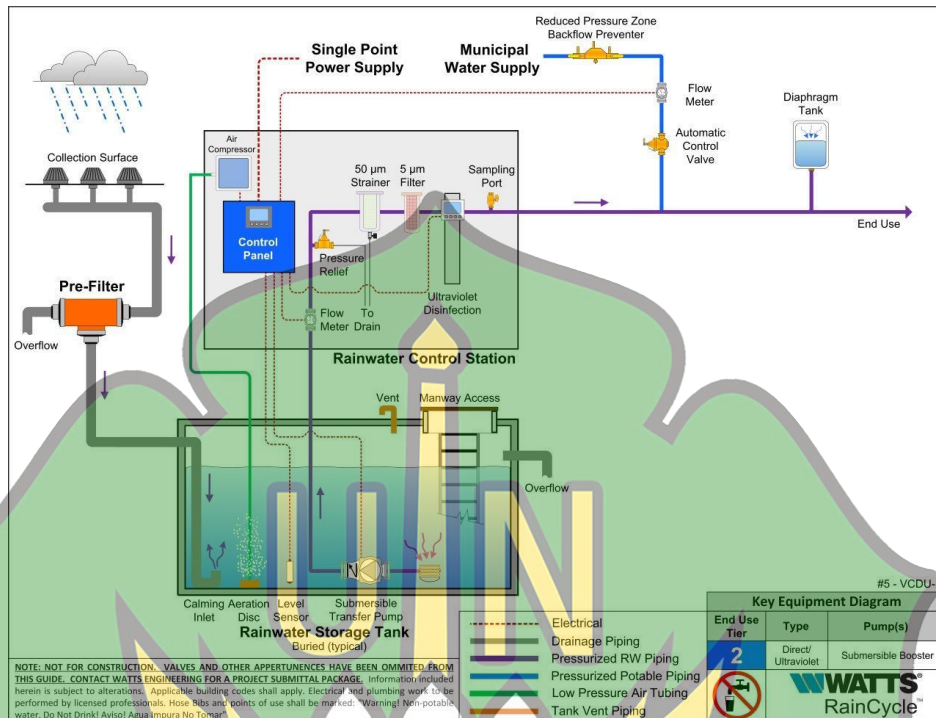 Reduced Pressure Zone
Backflow Preventer
Single Point
Power Supply
Municipal
Water Supply
Flow
Meter
Diaphragm
Tank
Automatic
Control
Valve
Air
Compressor
Collection Surface
50 µm
Strainer
5 µm
Filter
Sampling
Port
End Use
Control
Panel
Pressure
Relief
Pre-Filter
Overflow
Flow
Meter
To
Drain
Ultraviolet
Disinfection
Rainwater Control Station
Vent
Manway Access
Overflow
UIN
Calming
Inlet
Aeration
Disc
Level
Sensor
Submersible
Transfer Pump
Rainwater Storage Tank
Buried (typical)
#5 - VCDU-
Key Equipment Diagram
End Use
Tier
Type
Pump(s)
2
Direct/
Ultraviolet
Submersible Booster
Electrical
Drainage Piping
Pressurized RW Piping
Pressurized Potable Piping
Low Pressure Air Tubing
Tank Vent Piping
WATTS
RainCycle™
NOTE: NOT FOR CONSTRUCTION. VALVES AND OTHER APPERTUNENCES HAVE BEEN OMMITED FROM
THIS GUIDE. CONTACT WATTS ENGINEERING FOR A PROJECT SUBMITTAL PACKAGE. Information included
herein is subject to alterations. Applicable building codes shall apply. Electrical and plumbing work to be
performed by licensed professionals. Hose Bibs and points of use shall be marked: "Warning! Non-potable
water. Do Not Drink! Aviso! Agua Impura No Tomar"